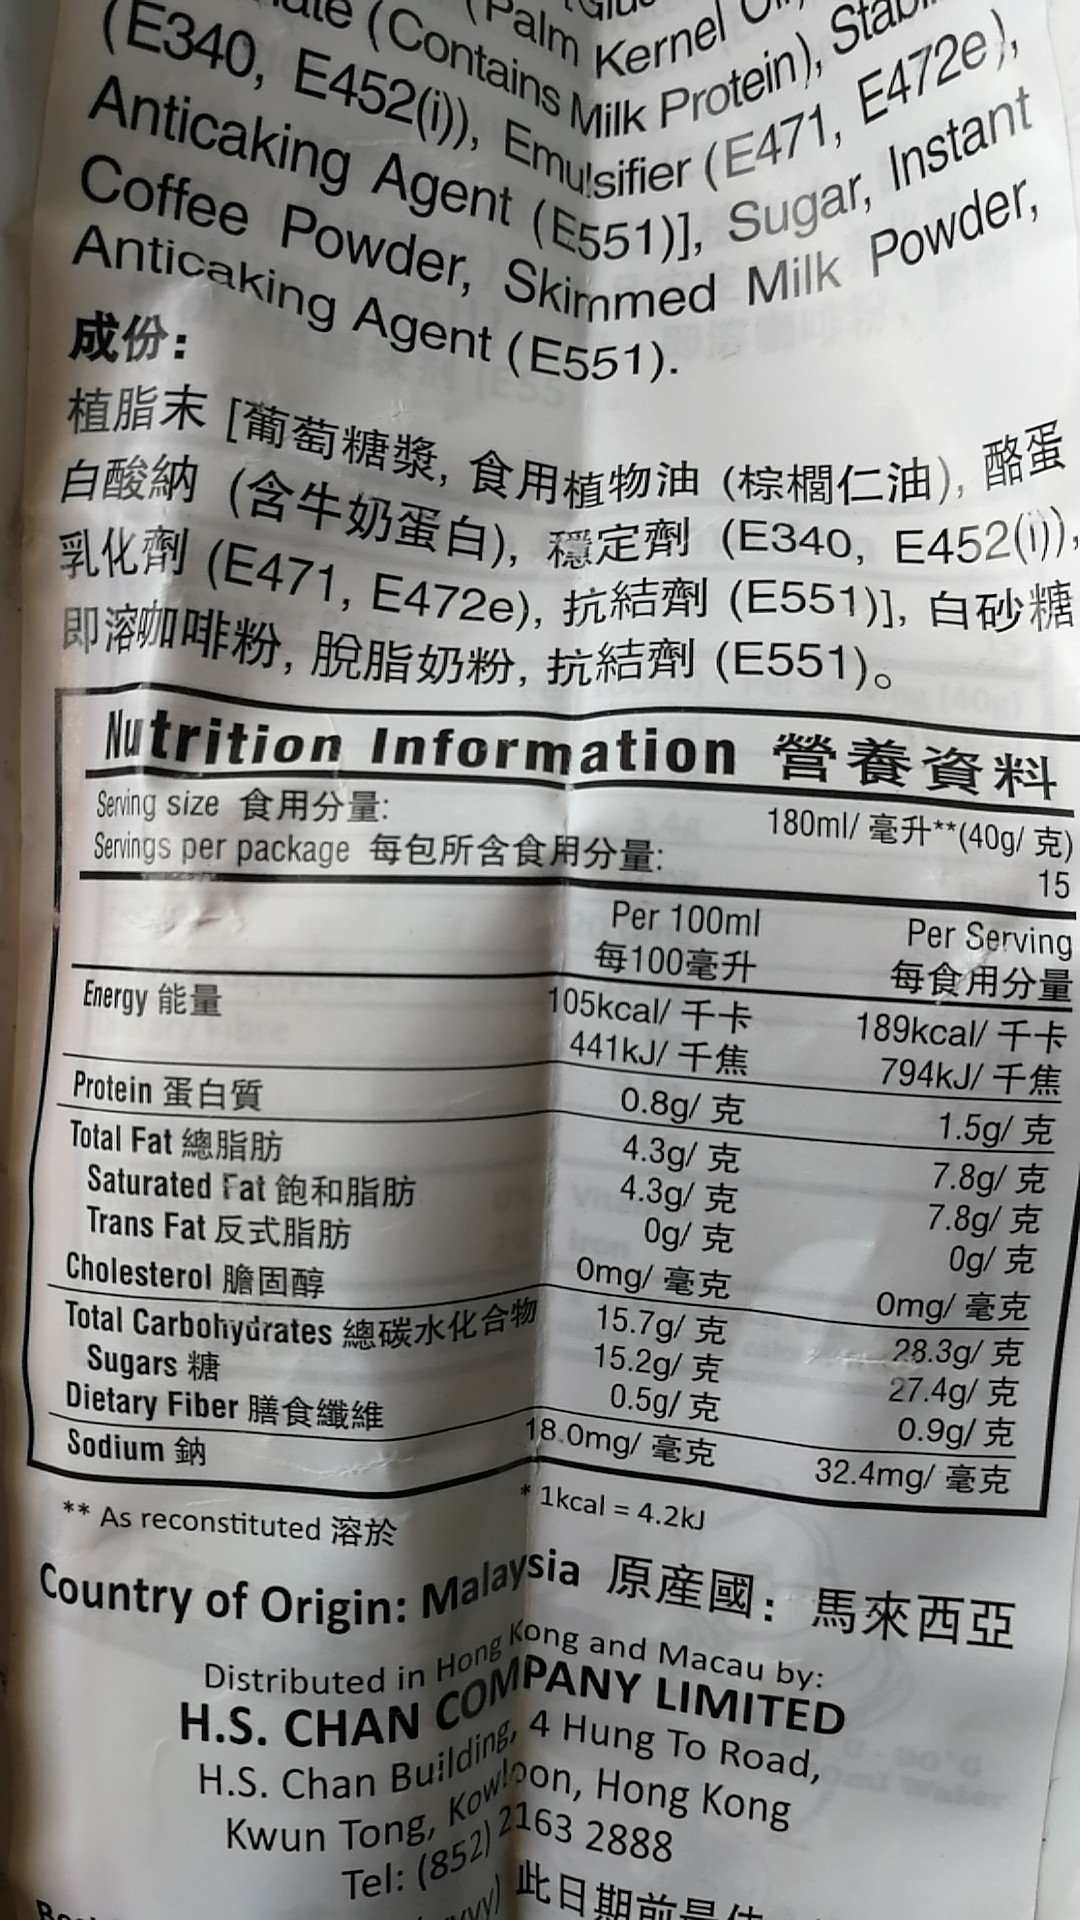 (Palm Kernel
(Contains Milk Protein),
(E340, E452(i)), Emulsifier (E471, E472e),
Anticaking Agent (E551)], Sugar, Instant
Coffee Powder, Skimmed Milk Powder,
Anticaking Agent (E551).
成份:
植脂末 [葡萄糖漿, 食用植物油 (棕櫚仁油), 酪蛋
白酸納 (含牛奶蛋白), 穩定劑 (E340, E452(i)),
乳化劑 (E471, E472e), 抗結劑 (E551)], 白砂糖
即溶咖啡粉, 脫脂奶粉, 抗結劑 (E551)。
Nutrition Information 營養資料
Serving size 食用分量: 180ml/ 毫升**(40g/ 克)
Servings per package 每包所含食用分量: 15
Per 100ml Per Serving
每100毫升 每食用分量
Energy 能量 105kcal/ 千卡 189kcal/ 千卡
441kJ/ 千焦 794kJ/ 千焦
Protein 蛋白質 0.8g/ 克 1.5g/ 克
Total Fat 總脂肪 4.3g/ 克 7.8g/ 克
Saturated Fat 飽和脂肪 4.3g/ 克 7.8g/ 克
Trans Fat 反式脂肪 0g/ 克 0g/ 克
Cholesterol 膽固醇 0mg/ 毫克 0mg/ 毫克
Total Carbohydrates 總碳水化合物 15.7g/ 克 28.3g/ 克
Sugars 糖 15.2g/ 克 27.4g/ 克
Dietary Fiber 膳食纖維 0.5g/ 克 0.9g/ 克
Sodium 鈉 18.0mg/ 毫克 32.4mg/ 毫克
** As reconstituted 溶於 * 1kcal = 4.2kJ
Country of Origin: Malaysia 原產國: 馬來西亞
Distributed in Hong Kong and Macau by:
H.S. CHAN COMPANY LIMITED
H.S. Chan Building, 4 Hung To Road,
Kwun Tong, Kowloon, Hong Kong
Tel: (852) 2163 2888
此日期前是佳